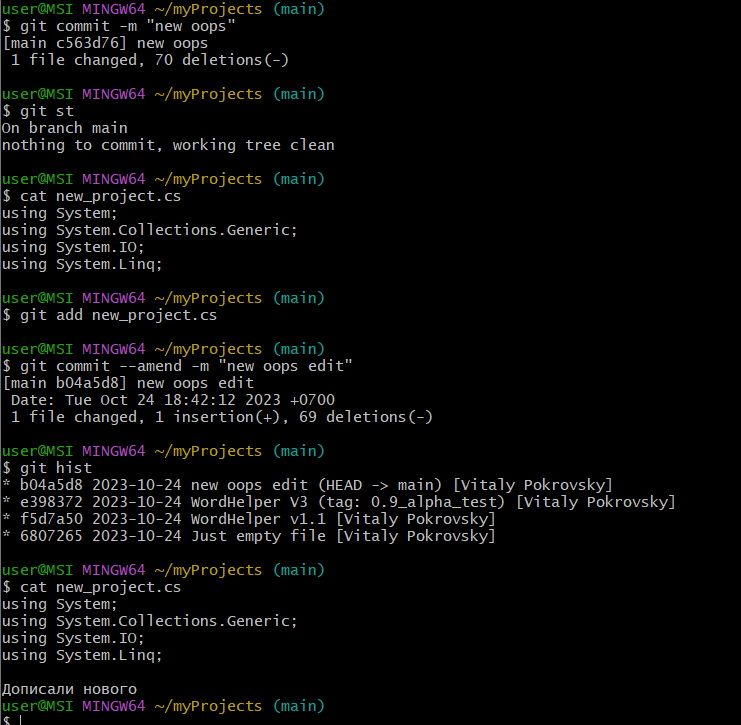 user@MSI MINGW64 ~/myProjects (main)
$ git commit -m "new oops"
[main c563d76] new oops
 1 file changed, 70 deletions(-)

user@MSI MINGW64 ~/myProjects (main)
$ git st
On branch main
nothing to commit, working tree clean

user@MSI MINGW64 ~/myProjects (main)
$ cat new_project.cs
using System;
using System.Collections.Generic;
using System.IO;
using System.Linq;

user@MSI MINGW64 ~/myProjects (main)
$ git add new_project.cs

user@MSI MINGW64 ~/myProjects (main)
$ git commit --amend -m "new oops edit"
[main b04a5d8] new oops edit
 Date: Tue Oct 24 18:42:12 2023 +0700
 1 file changed, 1 insertion(+), 69 deletions(-)

user@MSI MINGW64 ~/myProjects (main)
$ git hist
* b04a5d8 2023-10-24 new oops edit (HEAD -> main) [Vitaly Pokrovsky]
* e398372 2023-10-24 WordHelper V3 (tag: 0.9_alpha_test) [Vitaly Pokrovsky]
* f5d7a50 2023-10-24 WordHelper v1.1 [Vitaly Pokrovsky]
* 6807265 2023-10-24 Just empty file [Vitaly Pokrovsky]

user@MSI MINGW64 ~/myProjects (main)
$ cat new_project.cs
using System;
using System.Collections.Generic;
using System.IO;
using System.Linq;

Дописали нового
user@MSI MINGW64 ~/myProjects (main)
$